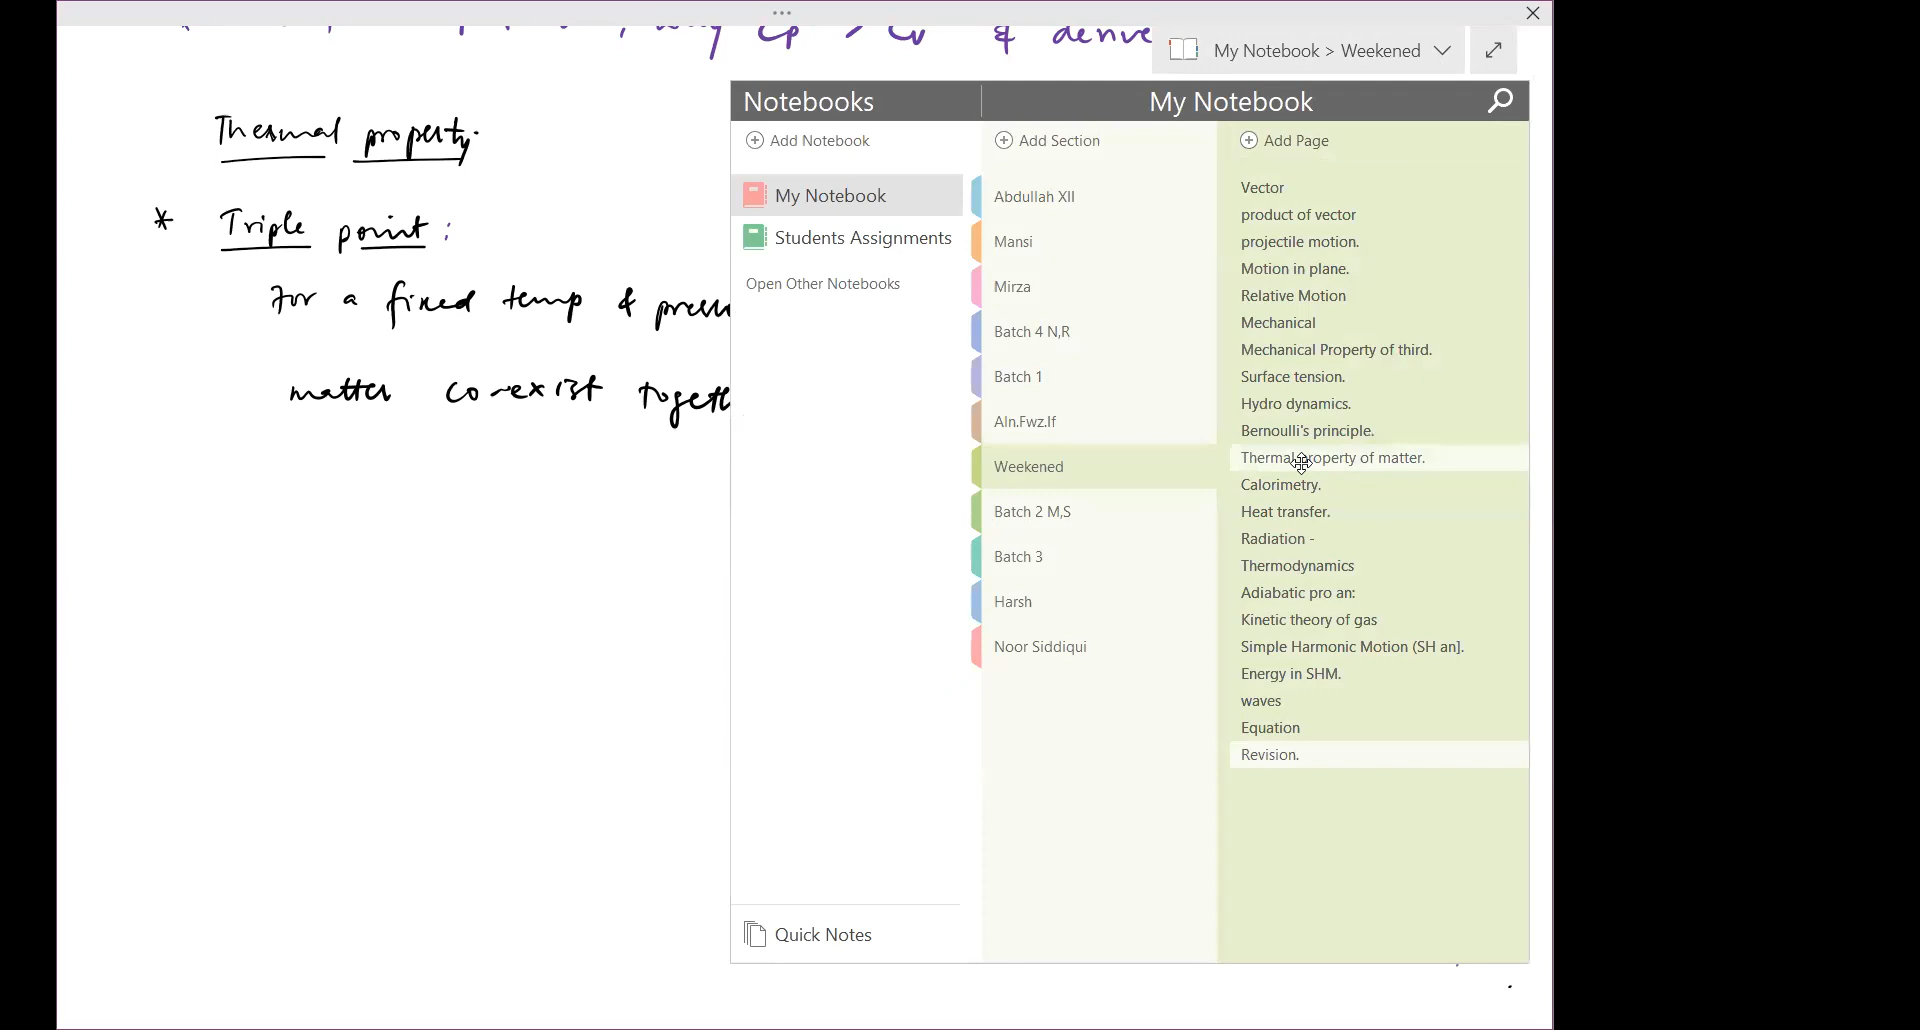 Cp > Cv & derive
My Notebook > Weekened
Thermal property.
* Triple point :
For a fixed temp & press
matter co-exist togeth
Notebooks
Add Notebook
My Notebook
Students Assignments
Open Other Notebooks
Quick Notes
My Notebook
Add Section
Abdullah XII
Mansi
Mirza
Batch 4 N,R
Batch 1
Aln.Fwz.If
Weekened
Batch 2 M,S
Batch 3
Harsh
Noor Siddiqui
Add Page
Vector
product of vector
projectile motion.
Motion in plane.
Relative Motion
Mechanical
Mechanical Property of third.
Surface tension.
Hydro dynamics.
Bernoulli's principle.
Thermal property of matter.
Calorimetry.
Heat transfer.
Radiation -
Thermodynamics
Adiabatic pro an:
Kinetic theory of gas
Simple Harmonic Motion (SH an].
Energy in SHM.
waves
Equation
Revision.